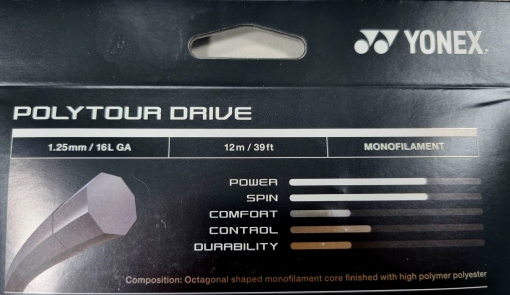 YONEX
POLYTOUR DRIVE
1.25mm / 16L GA 12m / 39ft MONOFILAMENT
POWER
SPIN
COMFORT
CONTROL
DURABILITY
Composition: Octagonal shaped monofilament core finished with high polymer polyester